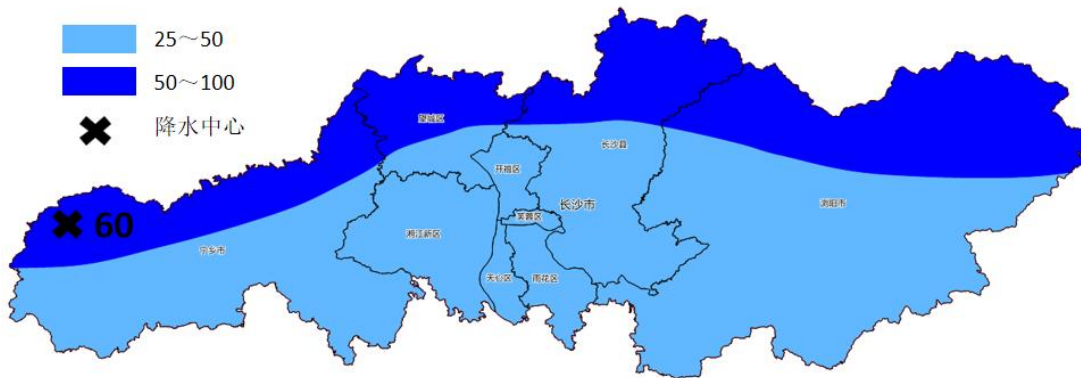 25～50
50～100
降水中心
望城区
长沙县
开福区
60
芙蓉区
长沙市
浏阳市
湘江新区
宁乡市
天心区
雨花区